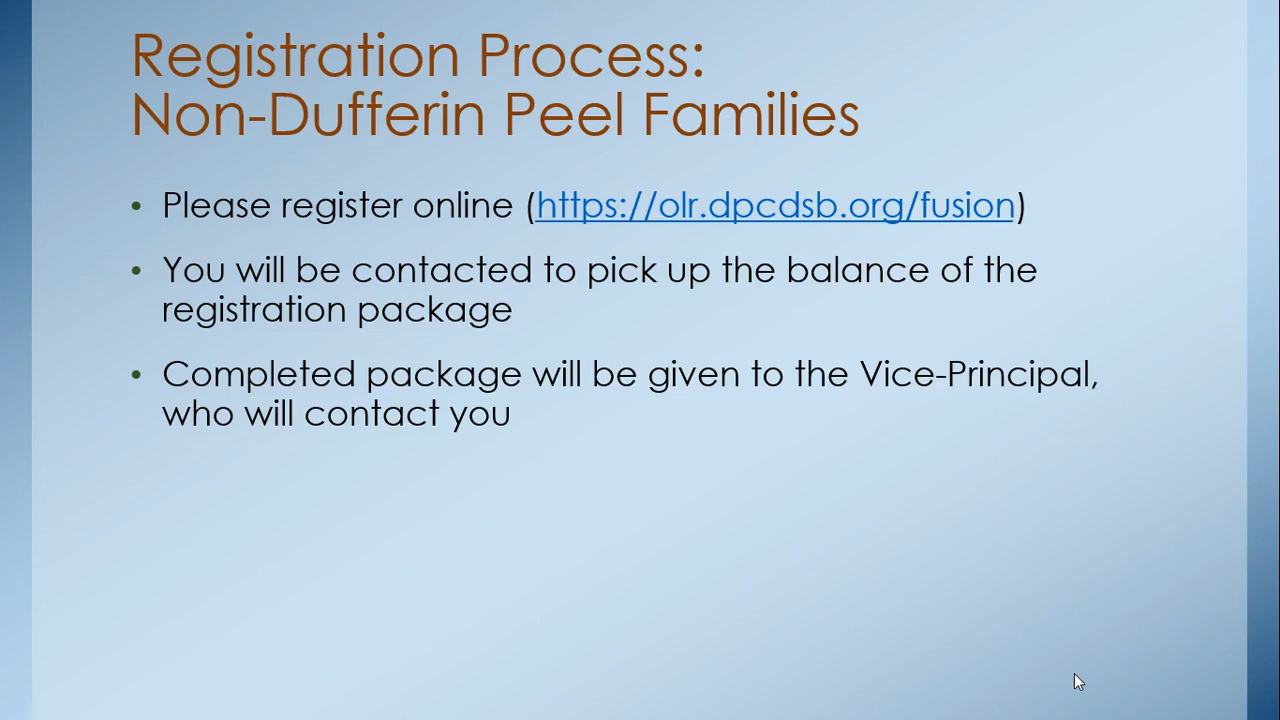 Registration Process:
Non-Dufferin Peel Families
• Please register online (https://olr.dpcdsb.org/fusion)
• You will be contacted to pick up the balance of the
registration package
• Completed package will be given to the Vice-Principal,
who will contact you